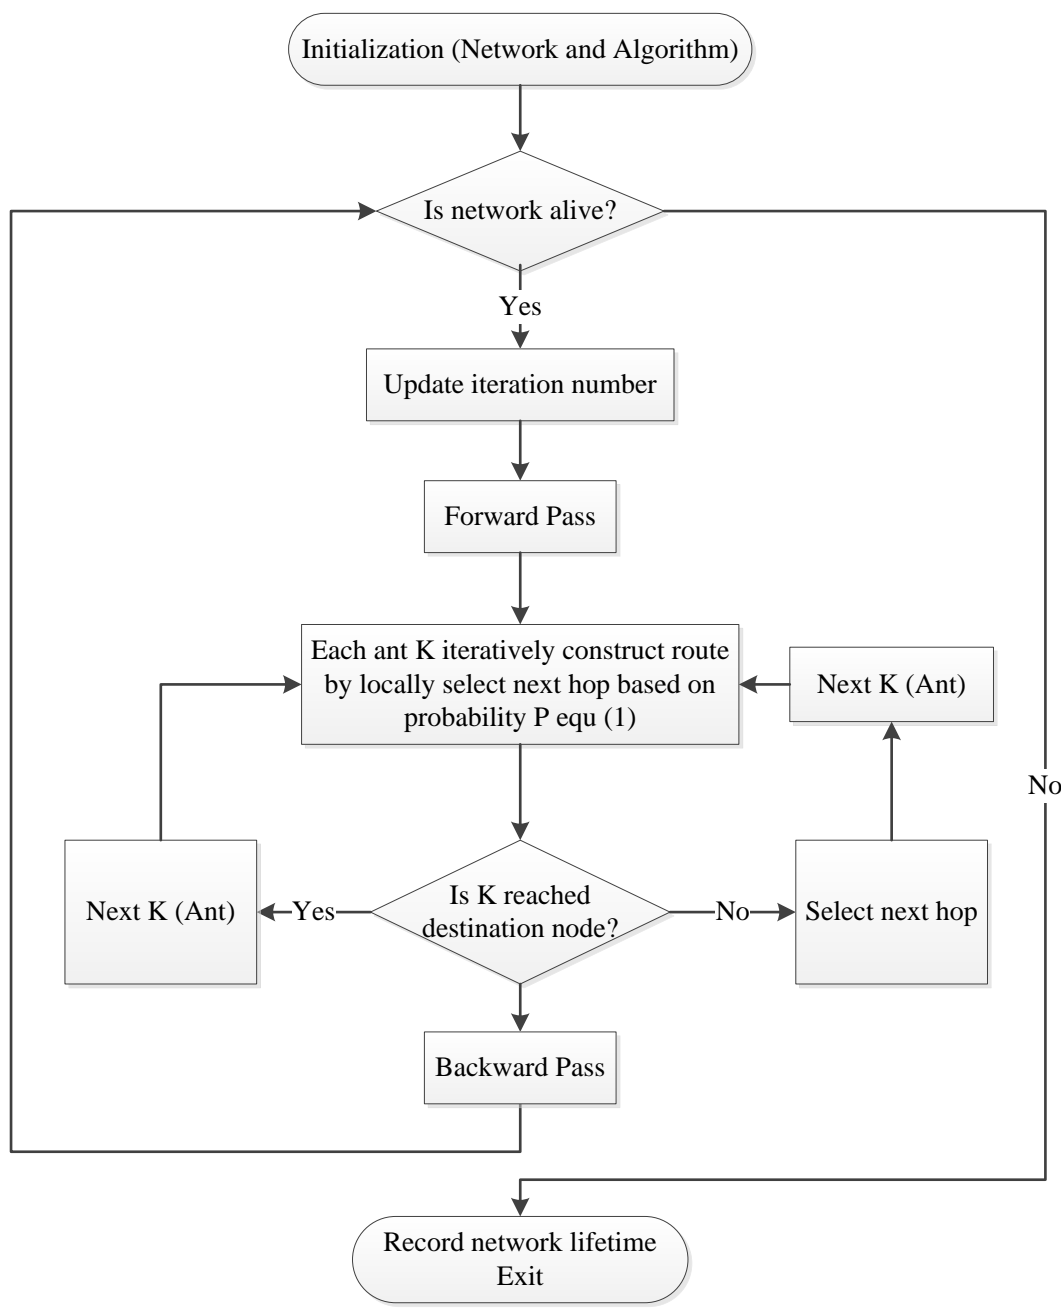 Initialization (Network and Algorithm)
Is network alive?
Yes
Update iteration number
Forward Pass
Each ant K iteratively construct route
by locally select next hop based on
probability P equ (1)
Next K (Ant)
No
Next K (Ant)
Yes
Is K reached
destination node?
No
Select next hop
Backward Pass
Record network lifetime
Exit